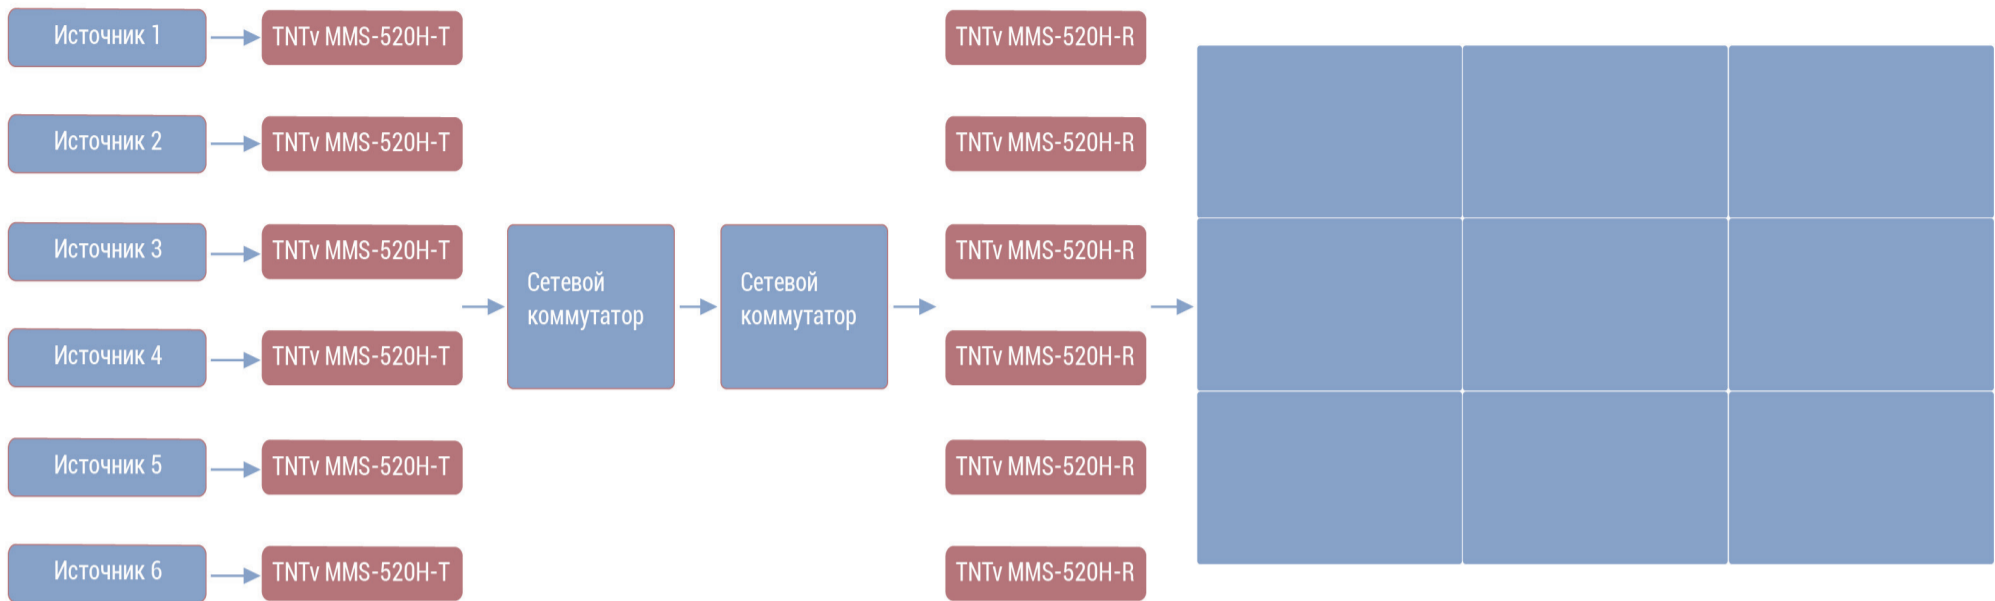 Источник 1
TNTv MMS-520H-T
TNTv MMS-520H-R
Источник 2
TNTv MMS-520H-T
TNTv MMS-520H-R
Источник 3
TNTv MMS-520H-T
TNTv MMS-520H-R
Сетевой
коммутатор
Сетевой
коммутатор
Источник 4
TNTv MMS-520H-T
TNTv MMS-520H-R
Источник 5
TNTv MMS-520H-T
TNTv MMS-520H-R
Источник 6
TNTv MMS-520H-T
TNTv MMS-520H-R